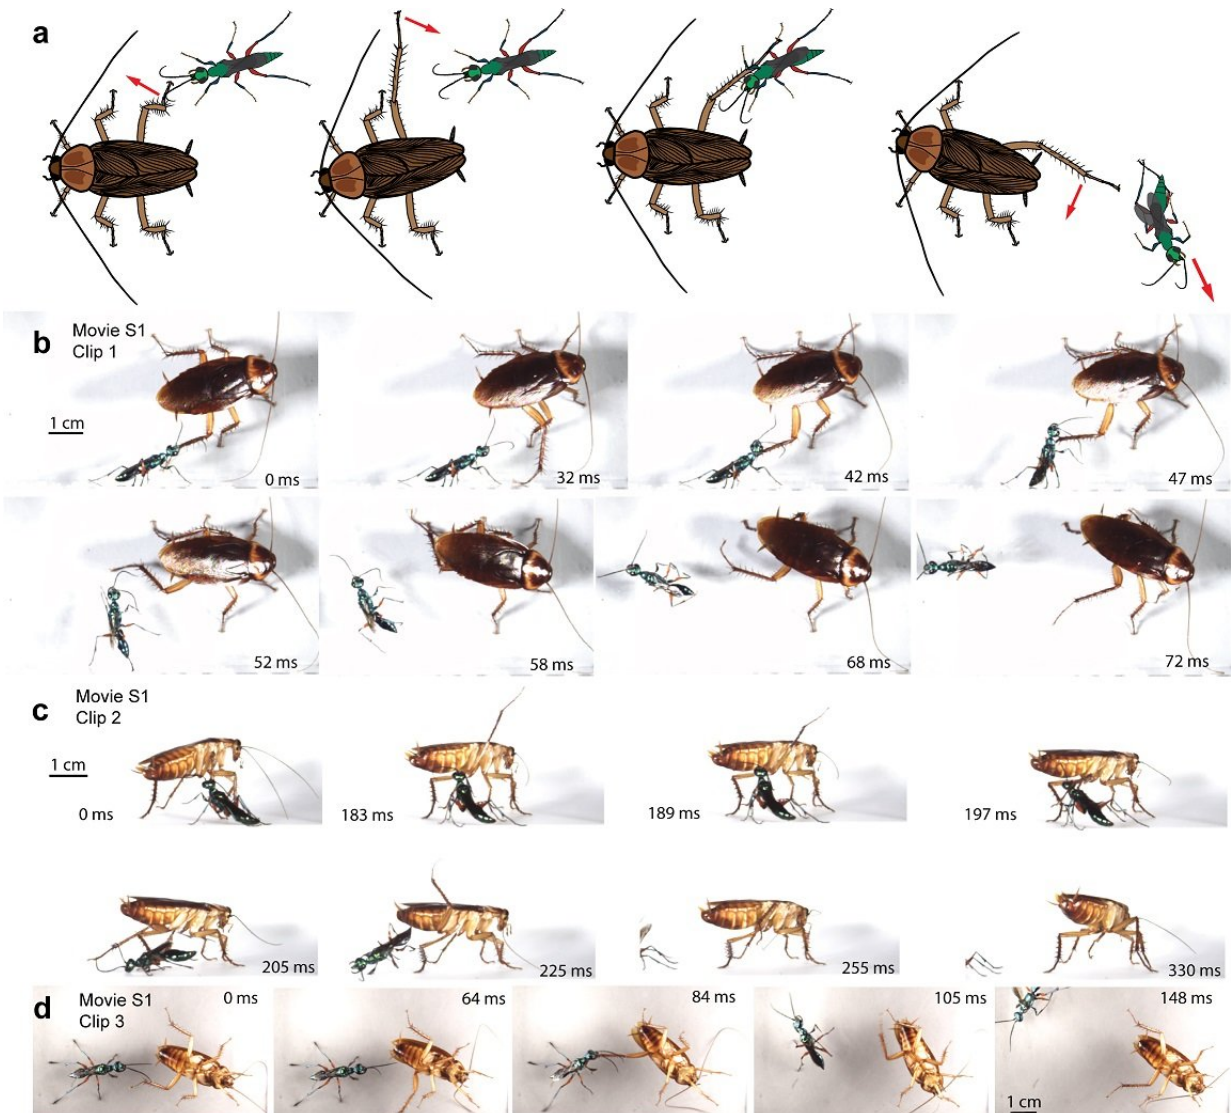 a
b
Movie S1
Clip 1
1 cm
0 ms
32 ms
42 ms
47 ms
52 ms
58 ms
68 ms
72 ms
c
Movie S1
Clip 2
1 cm
0 ms
183 ms
189 ms
197 ms
205 ms
225 ms
255 ms
330 ms
d
Movie S1
Clip 3
0 ms
64 ms
84 ms
105 ms
148 ms
1 cm